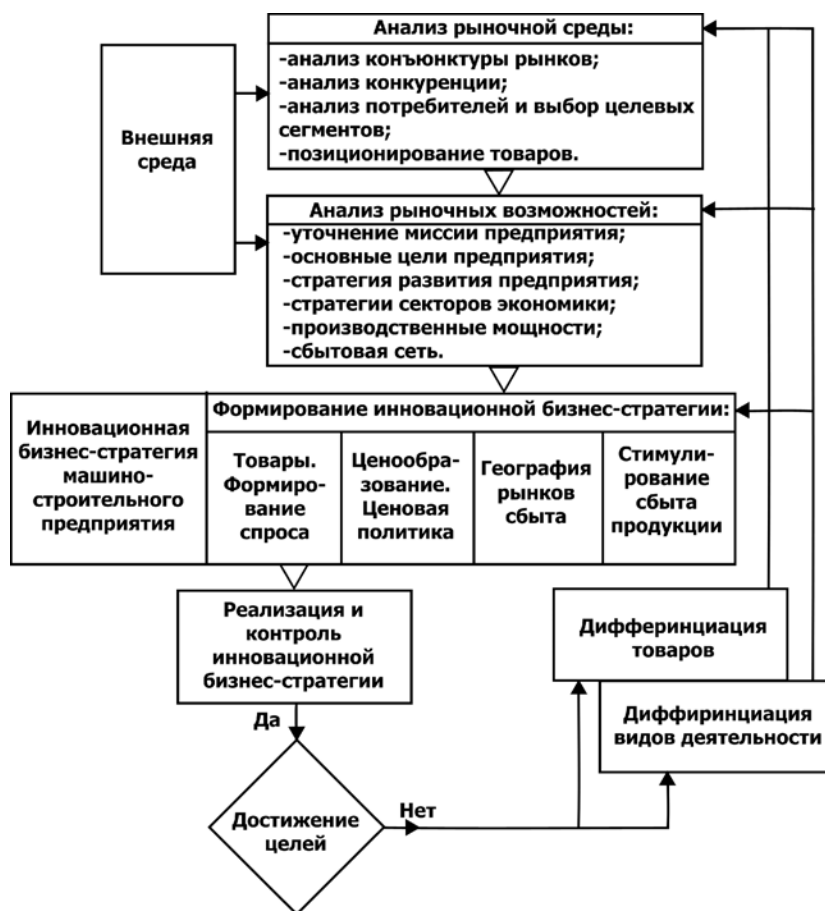 Анализ рыночной среды:
-анализ конъюнктуры рынков;
-анализ конкуренции;
-анализ потребителей и выбор целевых
сегментов;
-позиционирование товаров.
Внешняя
среда
Анализ рыночных возможностей:
-уточнение миссии предприятия;
-основные цели предприятия;
-стратегия развития предприятия;
-стратегии секторов экономики;
-производственные мощности;
-сбытовая сеть.
Инновационная
бизнес-стратегия
машино-
строительного
предприятия
Формирование инновационной бизнес-стратегии:
Товары.
Формиро-
вание
спроса
Ценообра-
зование.
Ценовая
политика
География
рынков
сбыта
Стимули-
рование
сбыта
продукции
Реализация и
контроль
инновационной
бизнес-стратегии
Дифферинциация
товаров
Диффиринциация
видов деятельности
Да
Достижение
целей
Нет